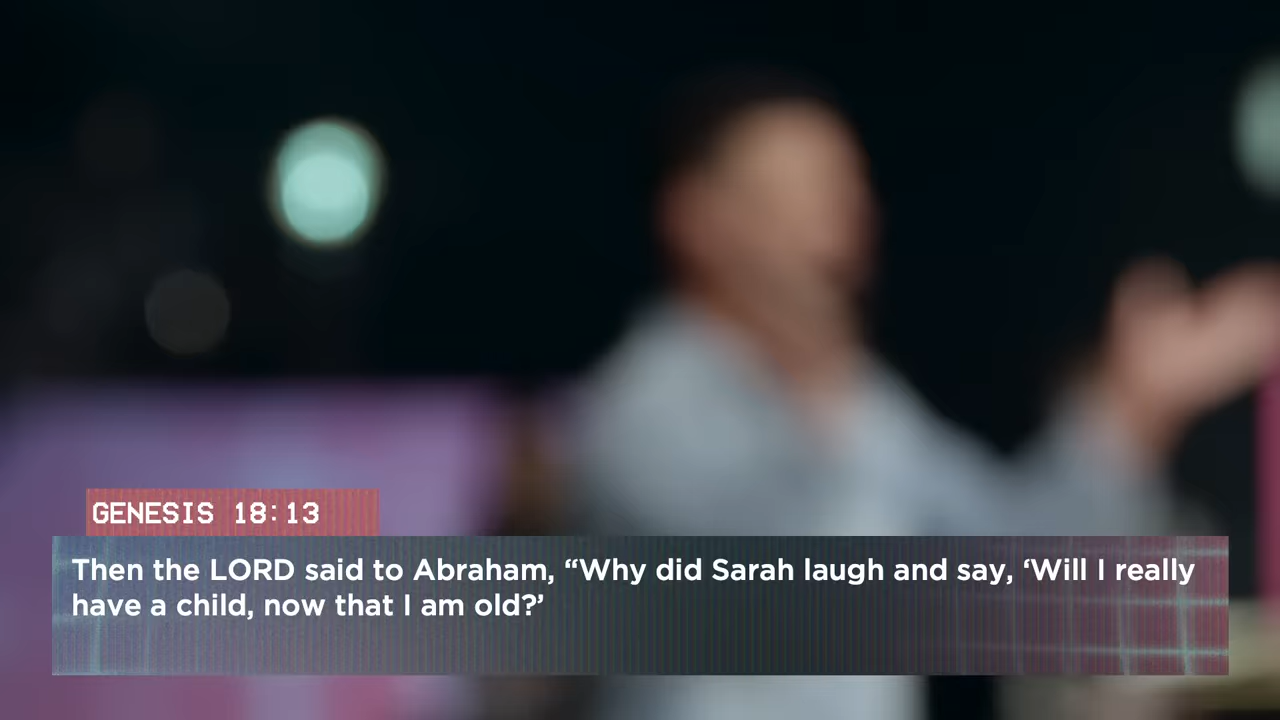 GENESIS 18:13
Then the LORD said to Abraham, “Why did Sarah laugh and say, ‘Will I really
have a child, now that I am old?’